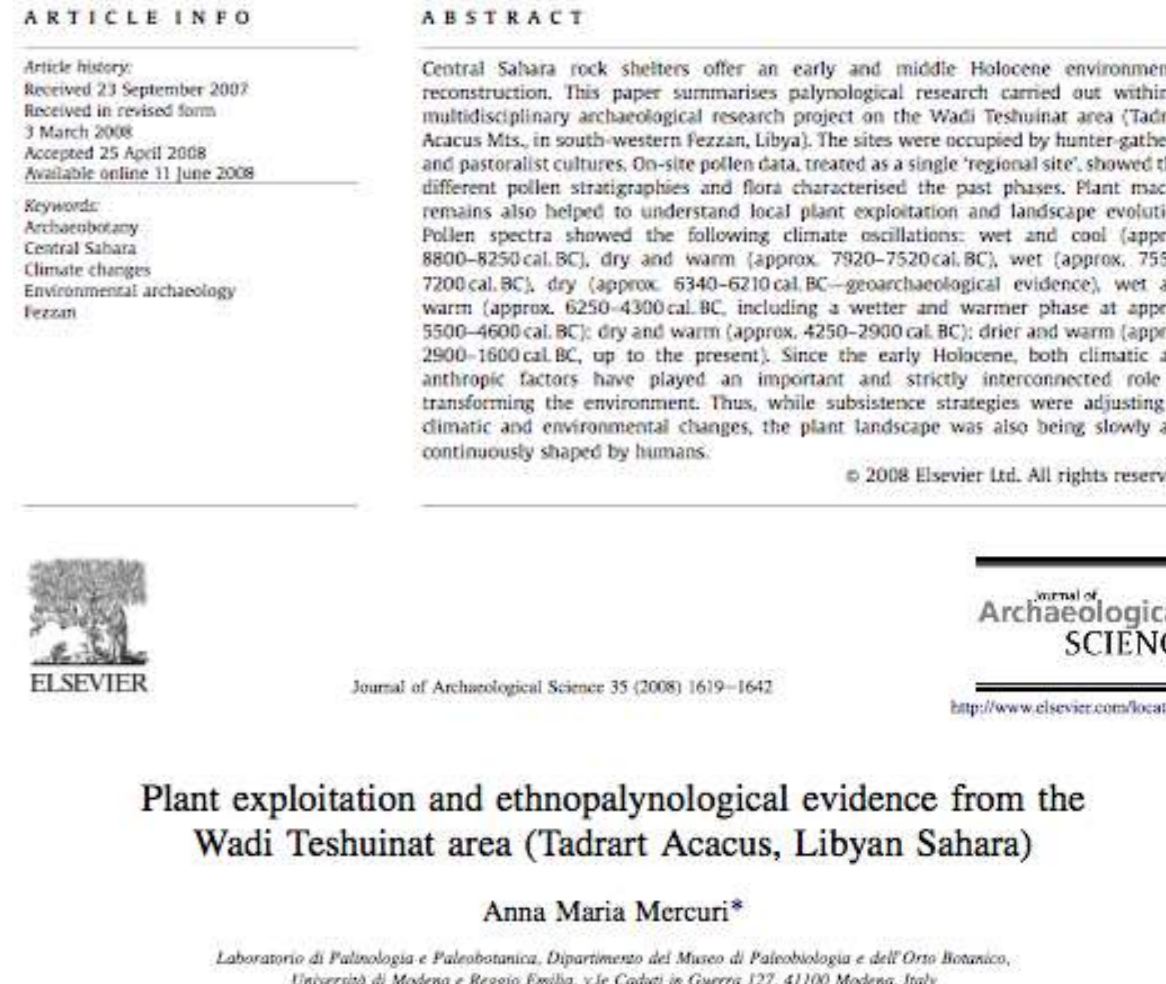 ARTICLE INFO
Article history:
Received 23 September 2007
Received in revised form
3 March 2008
Accepted 25 April 2008
Available online 11 June 2008
Keywords:
Archaeobotany
Central Sahara
Climate changes
Environmental archaeology
Fezzan
ABSTRACT
Central Sahara rock shelters offer an early and middle Holocene environmen
reconstruction. This paper summarises palynological research carried out within
multidisciplinary archaeological research project on the Wadi Teshuinat area (Tadr
Acacus Mts., in south-western Fezzan, Libya). The sites were occupied by hunter-gathe
and pastoralist cultures. On-site pollen data, treated as a single 'regional site', showed th
different pollen stratigraphies and flora characterised the past phases. Plant mac
remains also helped to understand local plant exploitation and landscape evoluti
Pollen spectra showed the following climate oscillations: wet and cool (appr
8800–8250 cal. BC), dry and warm (approx. 7920–7520 cal. BC), wet (approx. 755
7200 cal. BC), dry (approx. 6340–6210 cal. BC—geoarchaeological evidence), wet a
warm (approx. 6250–4300 cal. BC, including a wetter and warmer phase at appr
5500–4600 cal. BC); dry and warm (approx. 4250–2900 cal. BC); drier and warm (appr
2900–1600 cal. BC, up to the present). Since the early Holocene, both climatic a
anthropic factors have played an important and strictly interconnected role
transforming the environment. Thus, while subsistence strategies were adjusting
climatic and environmental changes, the plant landscape was also being slowly a
continuously shaped by humans.
© 2008 Elsevier Ltd. All rights reserv
ELSEVIER
Journal of Archaeological Science 35 (2008) 1619–1642
Journal of
Archaeologica
SCIENC
http://www.elsevier.com/locat
Plant exploitation and ethnopalynological evidence from the
Wadi Teshuinat area (Tadrart Acacus, Libyan Sahara)
Anna Maria Mercuri*
Laboratorio di Palinologia e Paleobotanica, Dipartimento del Museo di Paleobiologia e dell'Orto Botanico,
Università di Modena e Reggio Emilia, v.le Caduti in Guerra 127, 41100 Modena, Italy